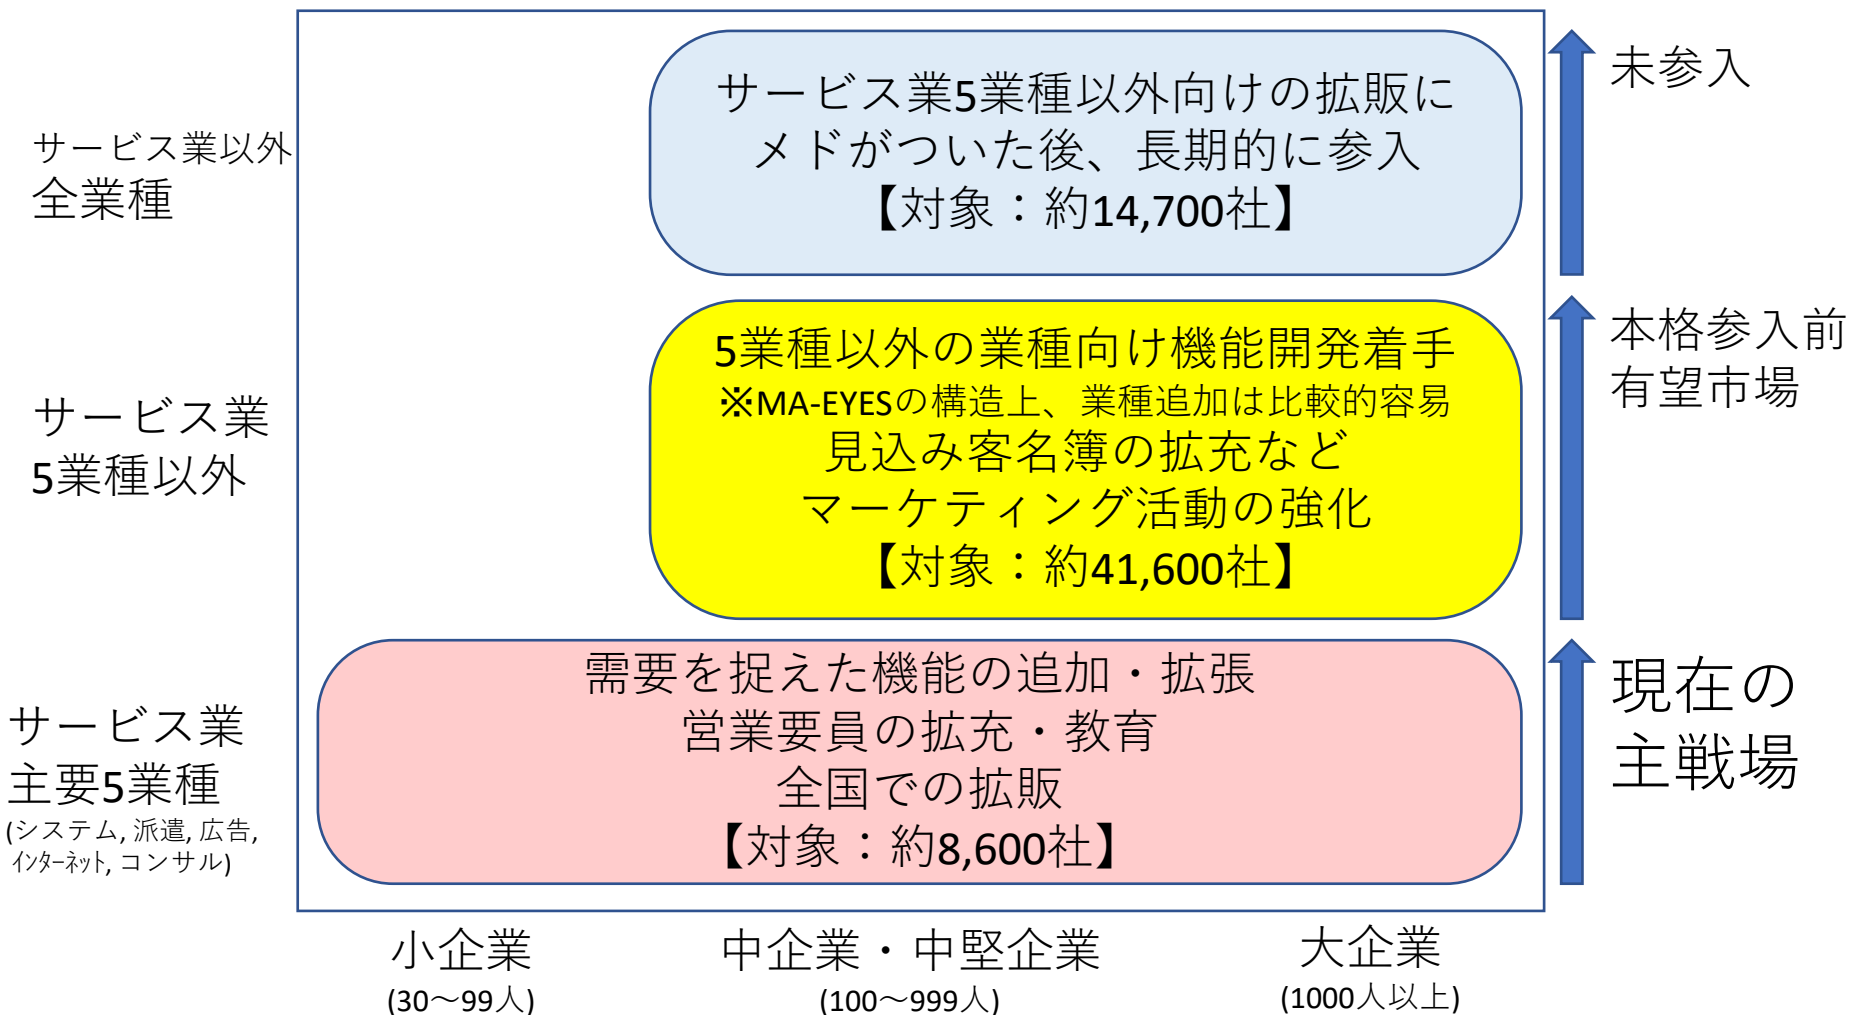 サービス業5業種以外向けの拡販に
メドがついた後、長期的に参入
【対象：約14,700社】
未参入
サービス業以外
全業種
5業種以外の業種向け機能開発着手
※MA-EYESの構造上、業種追加は比較的容易
見込み客名簿の拡充など
マーケティング活動の強化
【対象：約41,600社】
本格参入前
有望市場
サービス業
5業種以外
需要を捉えた機能の追加・拡張
営業要員の拡充・教育
全国での拡販
【対象：約8,600社】
現在の
主戦場
サービス業
主要5業種
(システム, 派遣, 広告,
ｲﾝﾀｰﾈｯﾄ, コンサル)
小企業
(30～99人)
中企業・中堅企業
(100～999人)
大企業
(1000人以上)